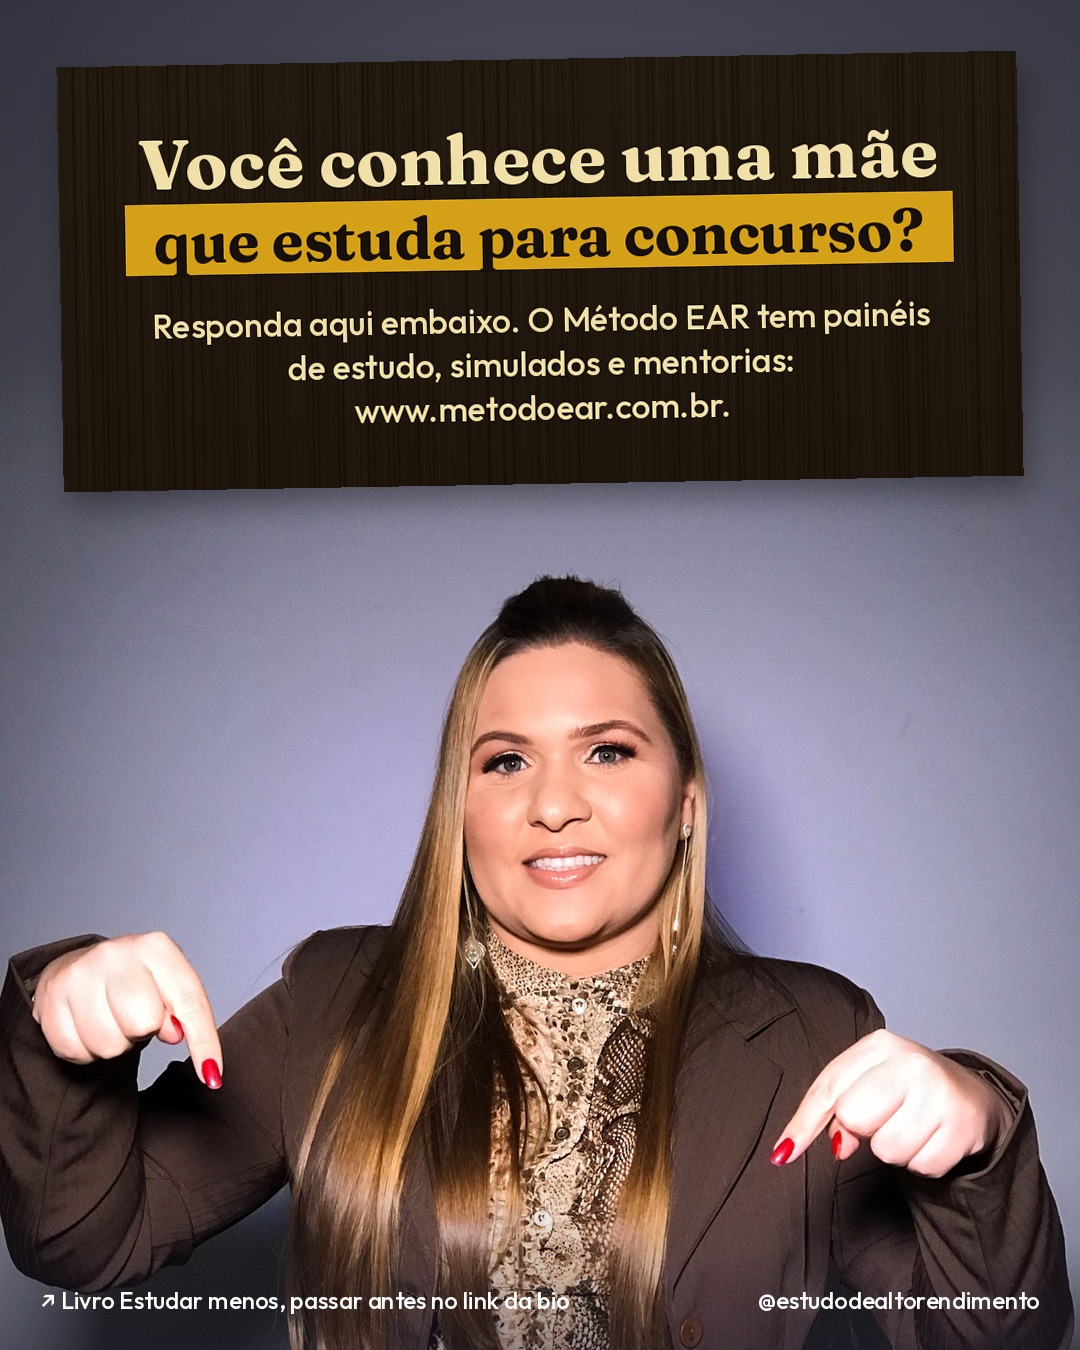 Você conhece uma mãe
que estuda para concurso?
Responda aqui embaixo. O Método EAR tem painéis
de estudo, simulados e mentorias:
www.metodoear.com.br.
↗ Livro Estudar menos, passar antes no link da bio
@estudodealtorendimento